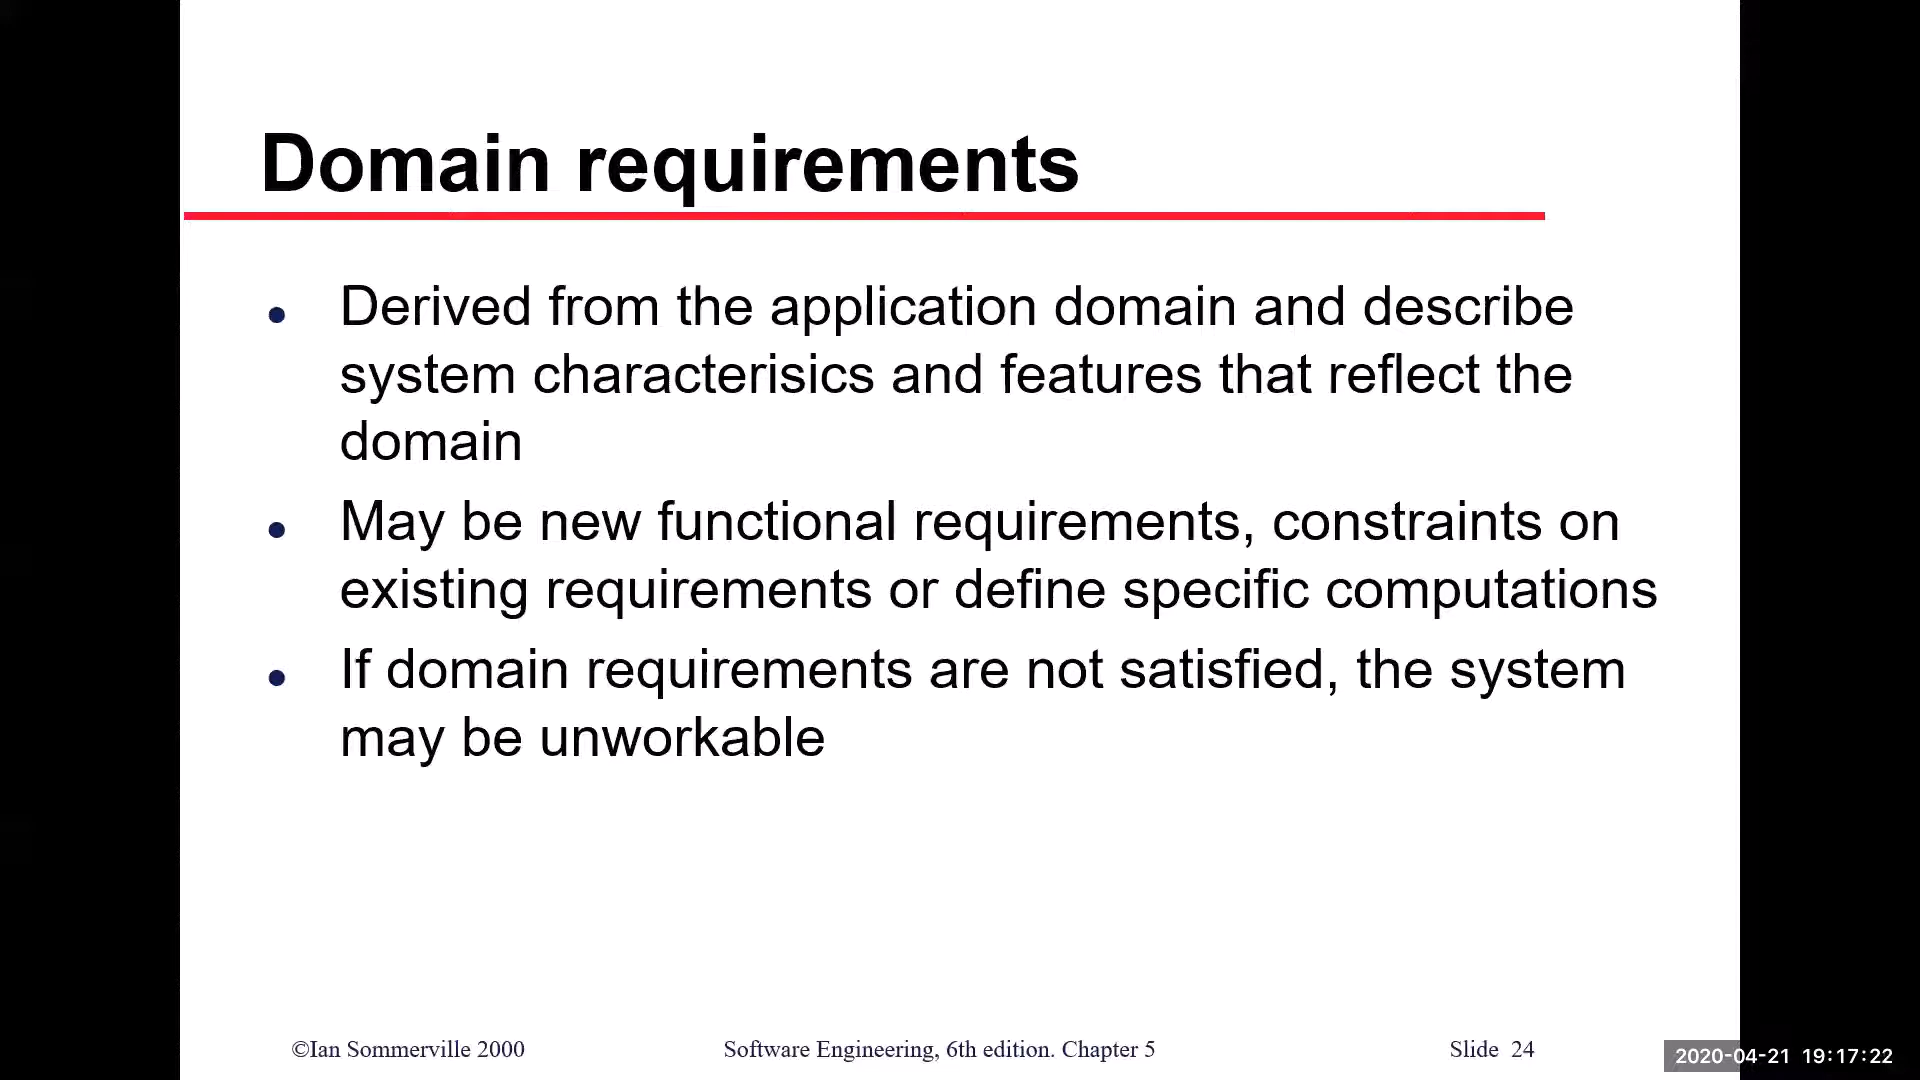 Domain requirements
● Derived from the application domain and describe
system characterisics and features that reflect the
domain
● May be new functional requirements, constraints on
existing requirements or define specific computations
● If domain requirements are not satisfied, the system
may be unworkable
©Ian Sommerville 2000 Software Engineering, 6th edition. Chapter 5 Slide 24
2020-04-21 19:17:22